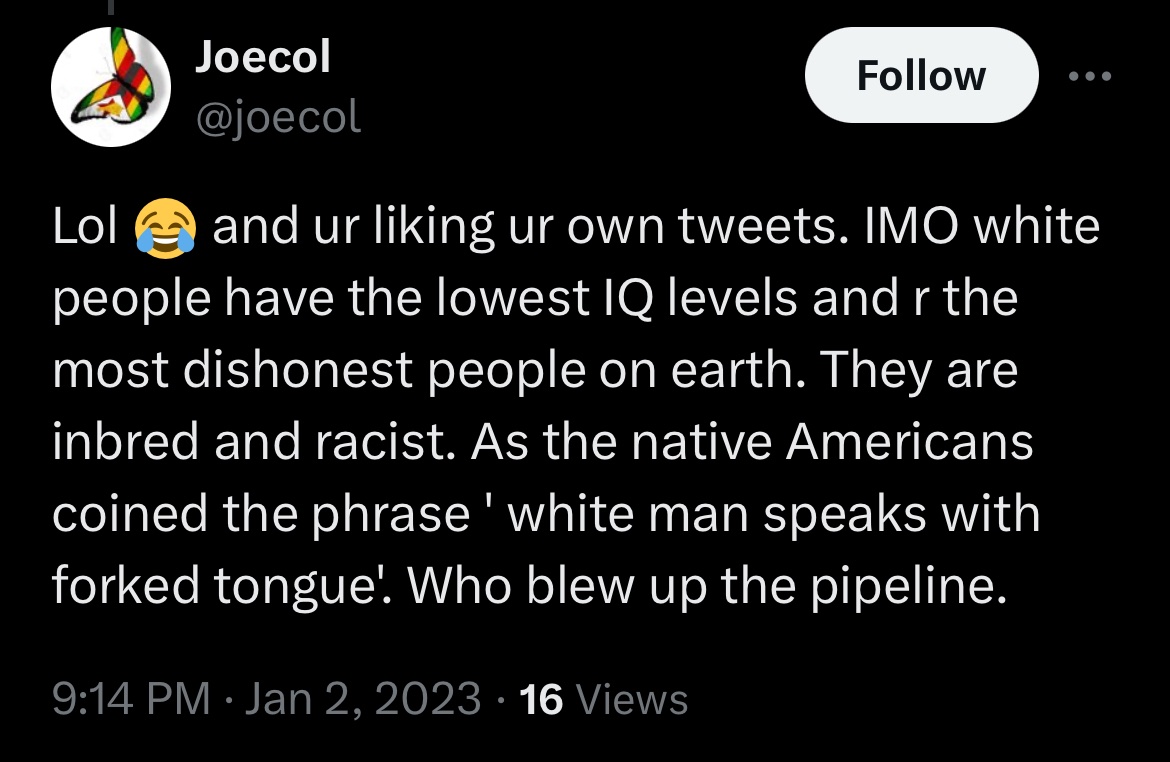 Joecol
@joecol
Follow
Lol 😂 and ur liking ur own tweets. IMO white
people have the lowest IQ levels and r the
most dishonest people on earth. They are
inbred and racist. As the native Americans
coined the phrase ' white man speaks with
forked tongue'. Who blew up the pipeline.
9:14 PM · Jan 2, 2023 · 16 Views